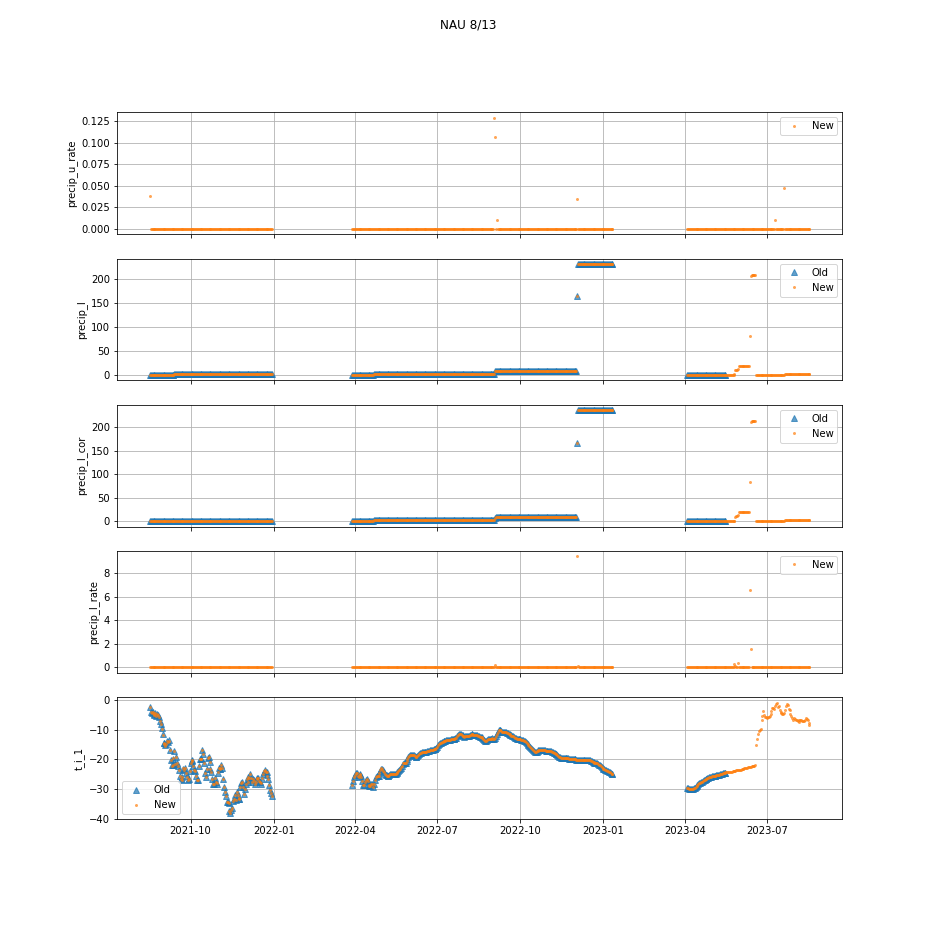 NAU 8/13
precip_u_rate
0.125
0.100
0.075
0.050
0.025
0.000
New
precip_l
200
150
100
50
0
Old
New
precip_l_cor
200
150
100
50
0
Old
New
precip_l_rate
8
6
4
2
0
New
t_i_1
0
−10
−20
−30
−40
Old
New
2021-10
2022-01
2022-04
2022-07
2022-10
2023-01
2023-04
2023-07